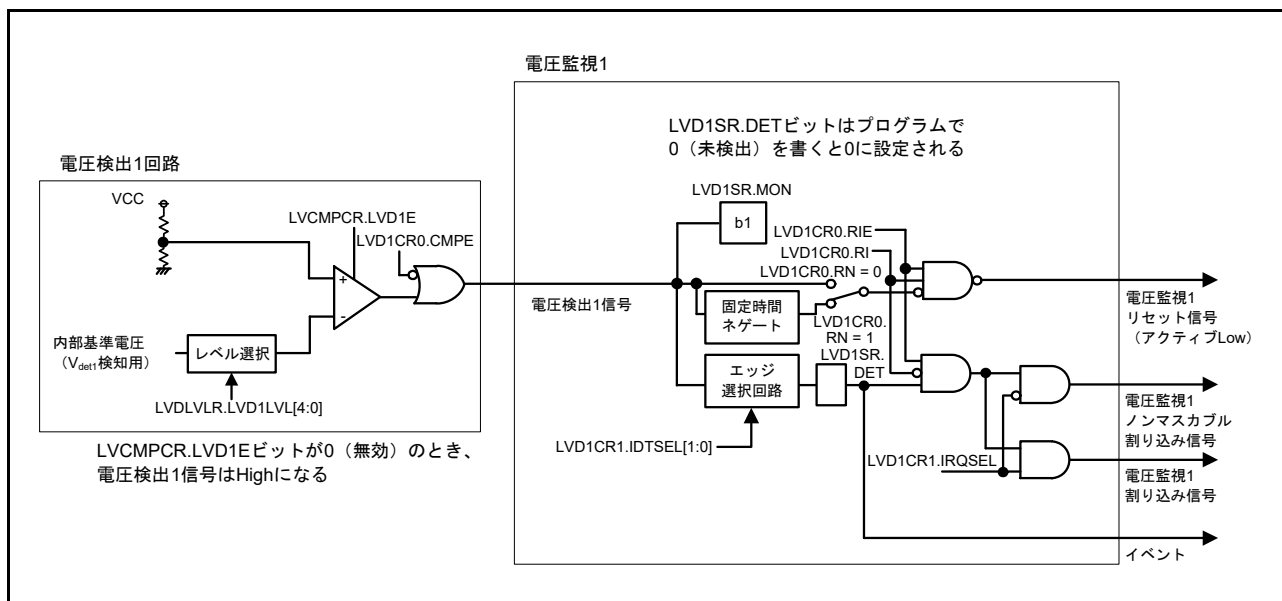 電圧監視1
LVD1SR.DETビットはプログラムで
0（未検出）を書くと0に設定される
電圧検出1回路
VCC
LVCMPCR.LVD1E
LVD1CR0.CMPE
+
-
内部基準電圧
（Vdet1検知用）
レベル選択
LVDLVLR.LVD1LVL[4:0]
LVCMPCR.LVD1Eビットが0（無効）のとき、
電圧検出1信号はHighになる
電圧検出1信号
LVD1SR.MON
b1
LVD1CR0.RIE
LVD1CR0.RI
LVD1CR0.RN = 0
固定時間
ネゲート
LVD1CR0.
RN = 1
LVD1SR.
DET
エッジ
選択回路
LVD1CR1.IDTSEL[1:0]
LVD1CR1.IRQSEL
電圧監視1
リセット信号
（アクティブLow）
電圧監視1
ノンマスカブル
割り込み信号
電圧監視1
割り込み信号
イベント